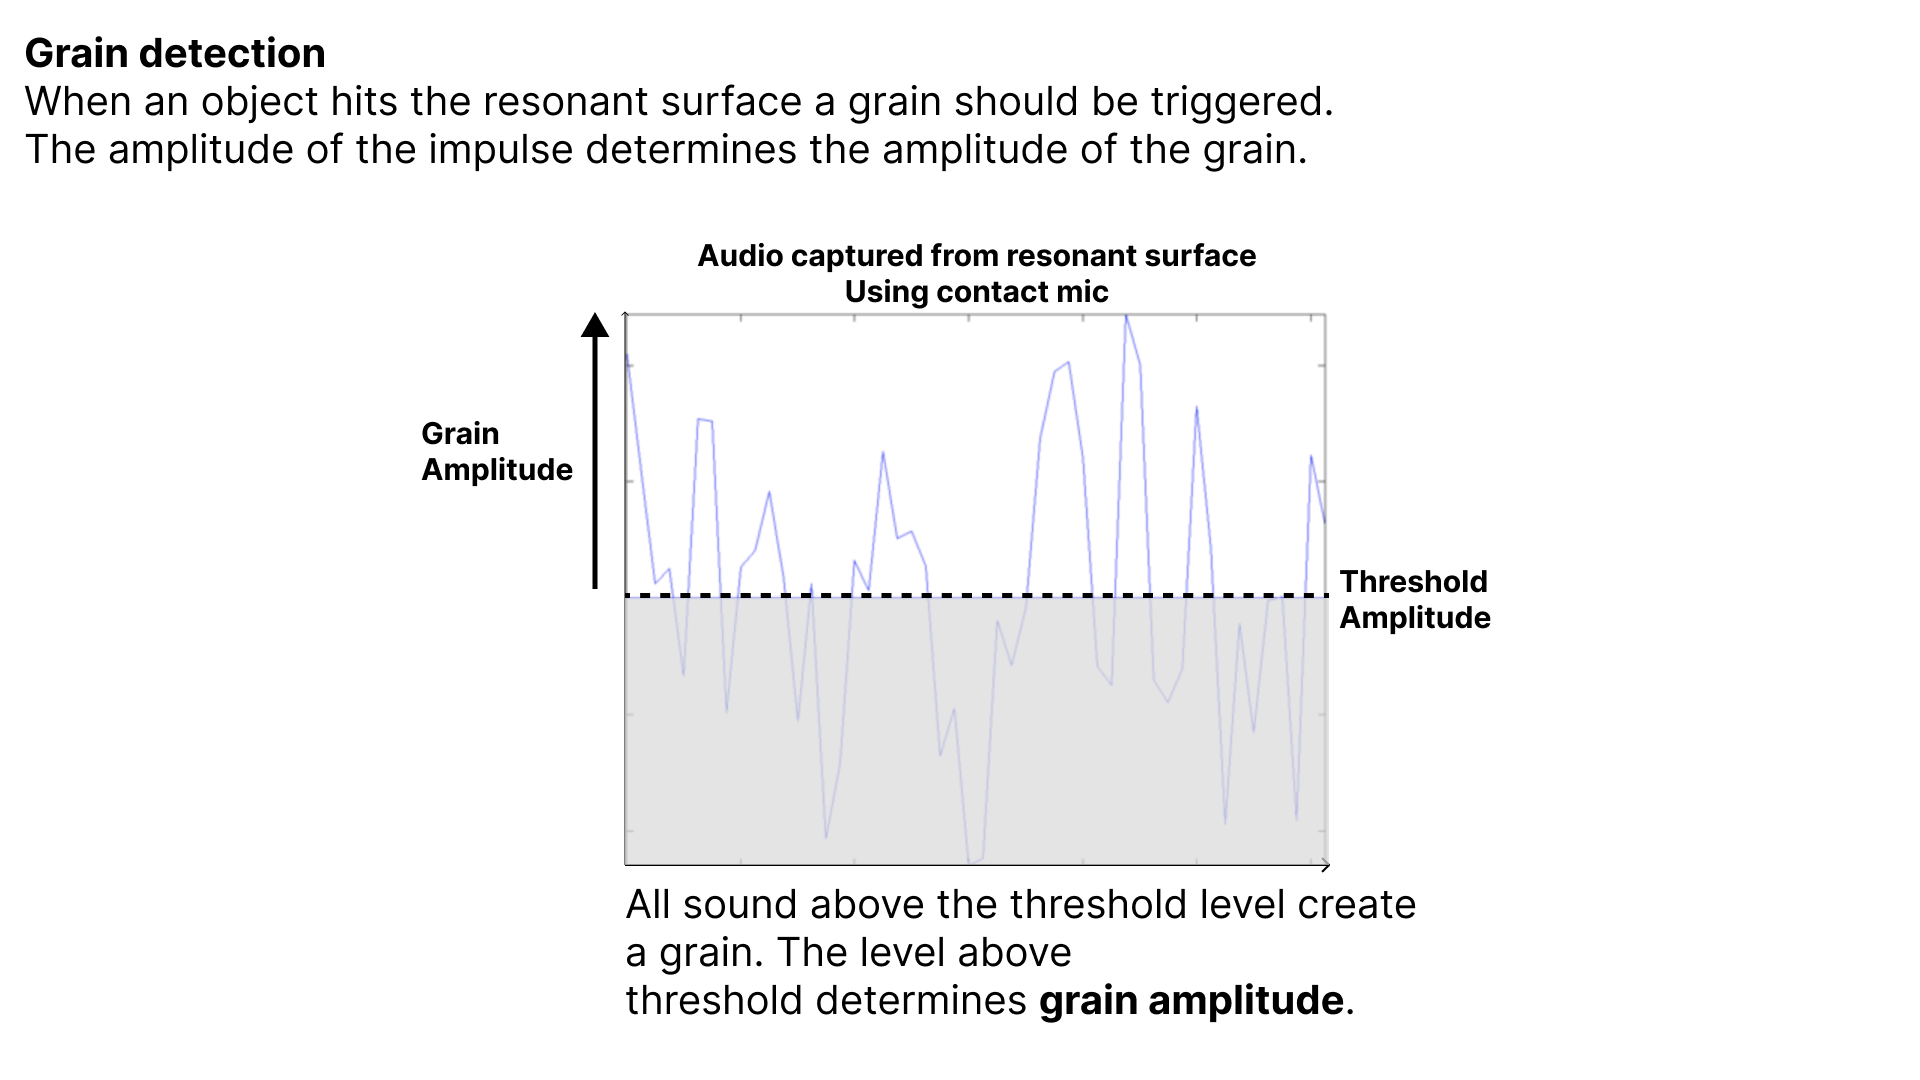 Grain detection
When an object hits the resonant surface a grain should be triggered.
The amplitude of the impulse determines the amplitude of the grain.
Audio captured from resonant surface
Using contact mic
Grain
Amplitude
Threshold
Amplitude
All sound above the threshold level create
a grain. The level above
threshold determines grain amplitude.